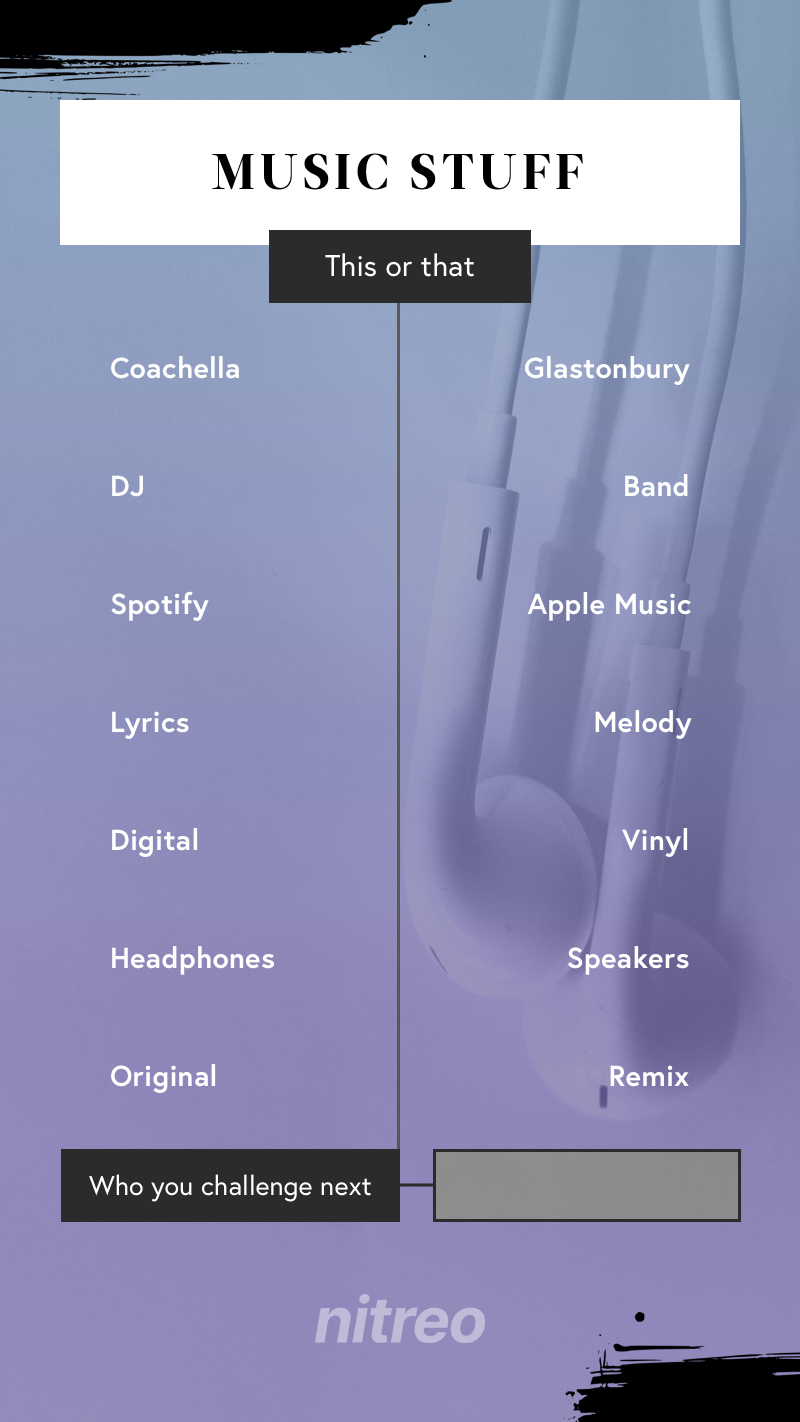 MUSIC STUFF
This or that
Coachella Glastonbury
DJ Band
Spotify Apple Music
Lyrics Melody
Digital Vinyl
Headphones Speakers
Original Remix
Who you challenge next
nitreo